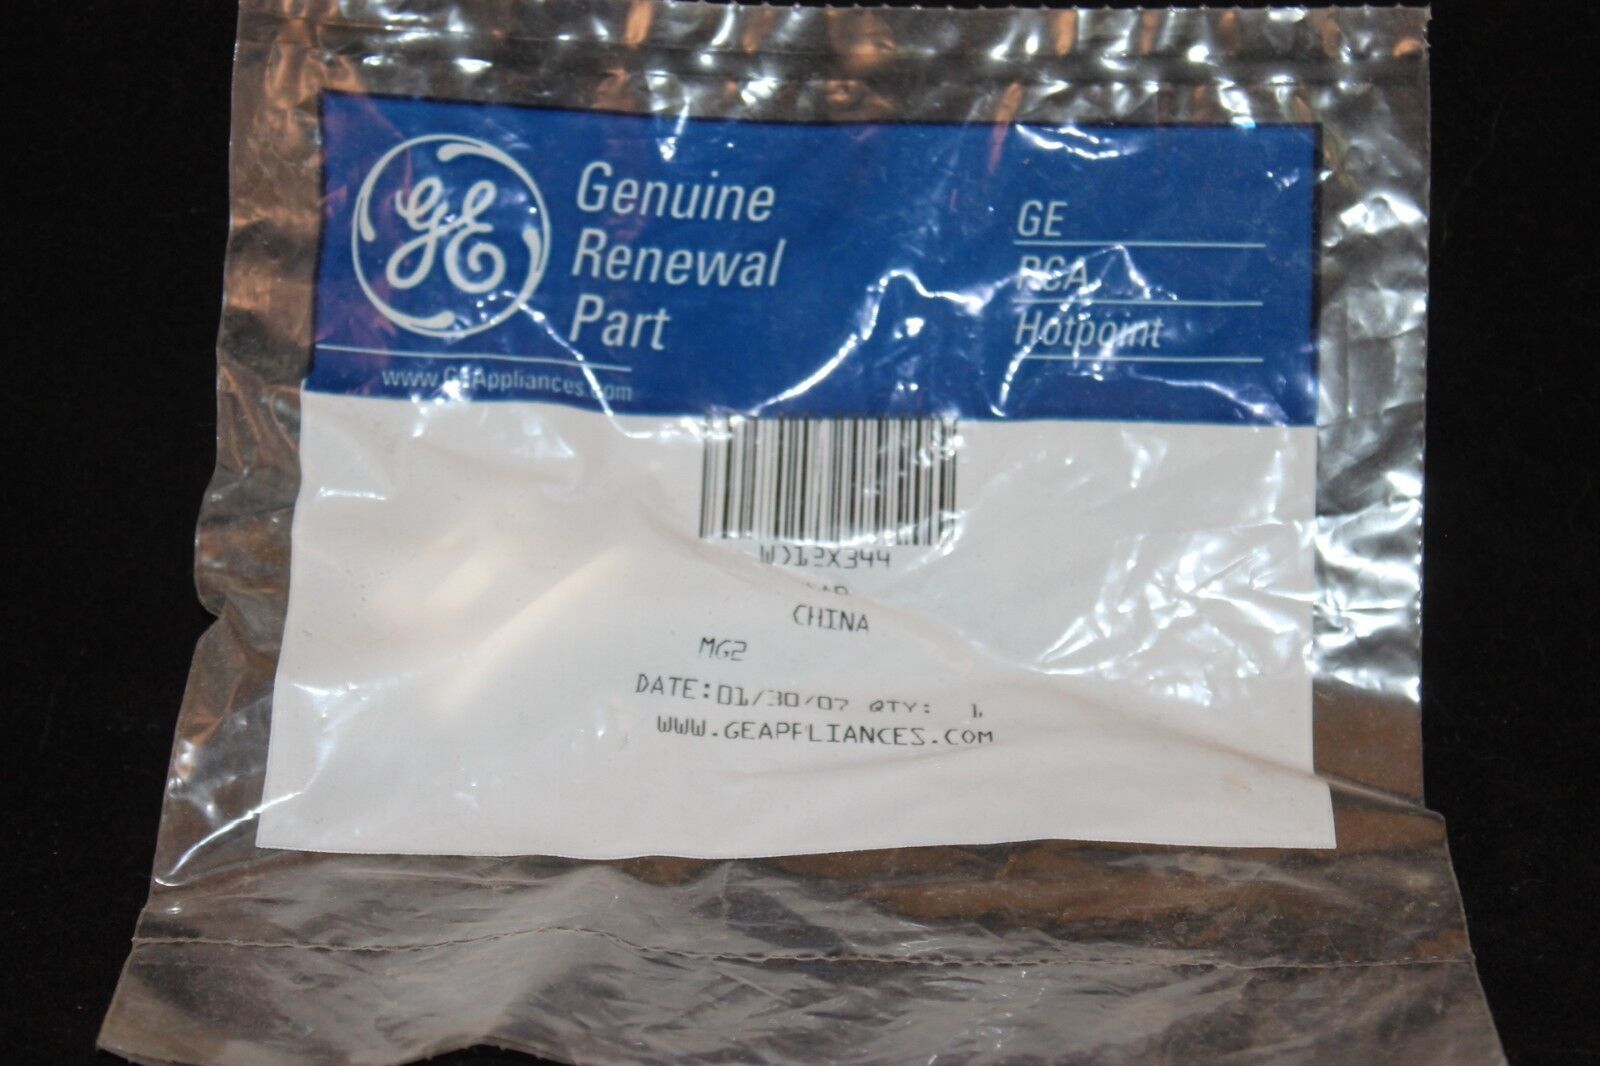 GE
Genuine
Renewal
Part
www.GEAppliances.com
GE
RCA
Hotpoint
CHINA
MG2
DATE:01/30/07 QTY: 1
WWW.GEAPPLIANCES.COM